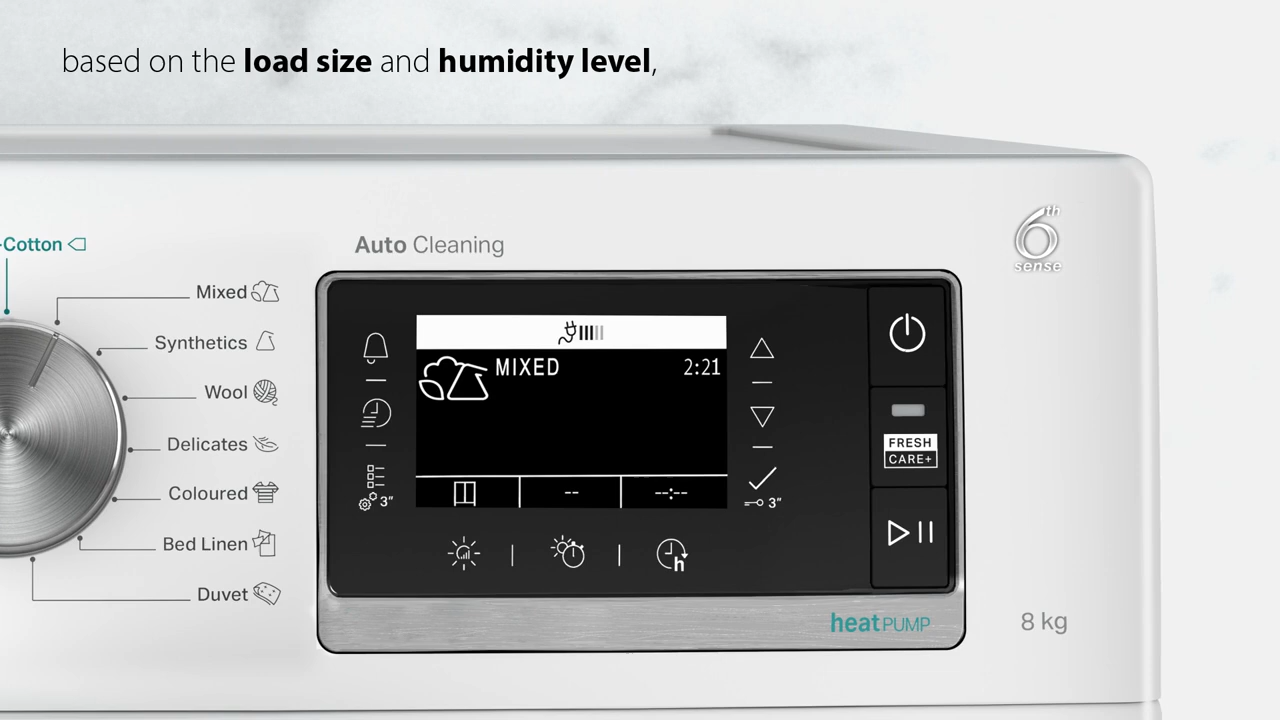 based on the load size and humidity level,
-Cotton
Auto Cleaning
6th
sense
Mixed
Synthetics
Wool
Delicates
Coloured
Bed Linen
Duvet
MIXED 2:21
-- --:--
3"
3"
h
FRESH
CARE+
heatPUMP
8 kg